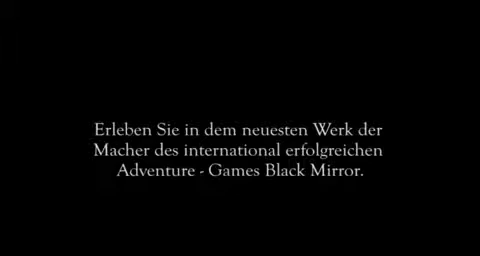 Erleben Sie in dem neuesten Werk der
Macher des international erfolgreichen
Adventure - Games Black Mirror.